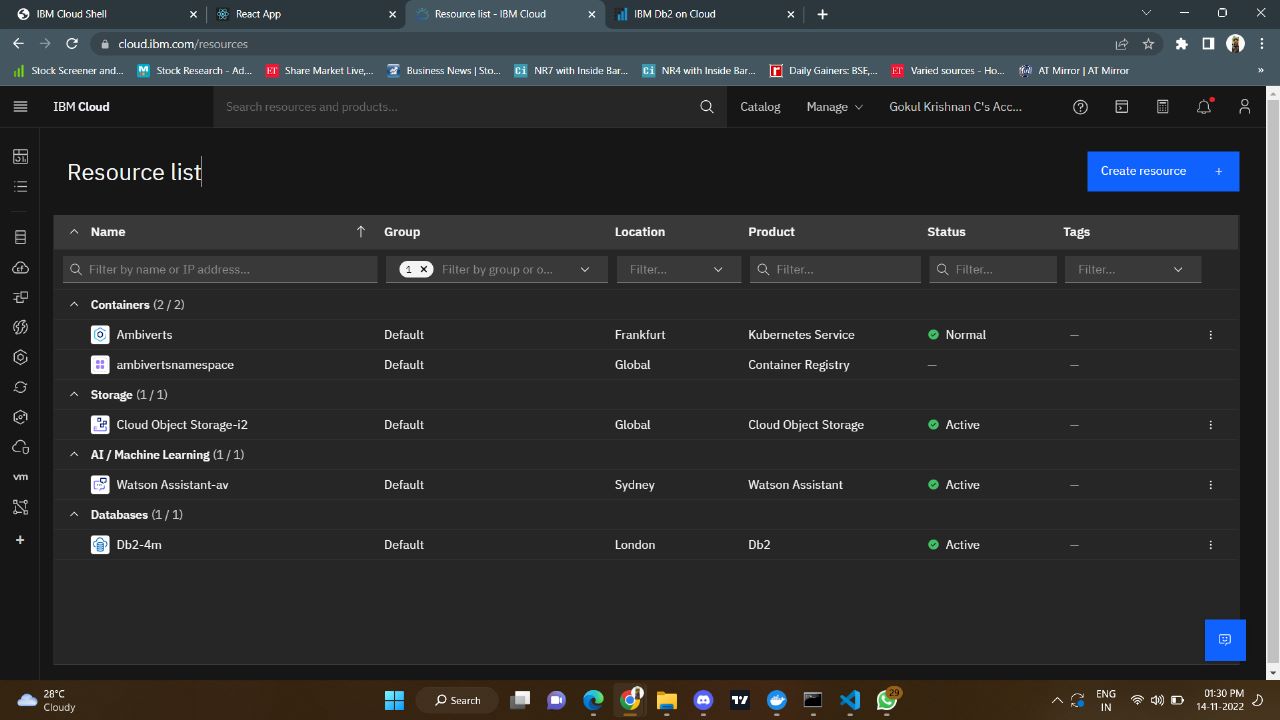 IBM Cloud Shell
React App
Resource list - IBM Cloud
IBM Db2 on Cloud
cloud.ibm.com/resources
Stock Screener and...
Stock Research - Ad...
Share Market Live,...
Business News | Sto...
NR7 with Inside Bar...
NR4 with Inside Bar...
Daily Gainers BSE,...
Varied sources - Ho...
AT Mirror | AT Mirror
IBM Cloud
Search resources and products...
Catalog
Manage
Gokul Krishnan C's Acc...
Resource list
Create resource +
Name Group Location Product Status Tags
Filter by name or IP address... 1 Filter by group or o... Filter... Filter... Filter... Filter...
Containers (2 / 2)
Ambiverts Default Frankfurt Kubernetes Service Normal —
ambivertsnamespace Default Global Container Registry — —
Storage (1 / 1)
Cloud Object Storage-i2 Default Global Cloud Object Storage Active —
AI / Machine Learning (1 / 1)
Watson Assistant-av Default Sydney Watson Assistant Active —
Databases (1 / 1)
Db2-4m Default London Db2 Active —
vm
28°C
Cloudy
Search
29
ENG
IN
01:30 PM
14-11-2022